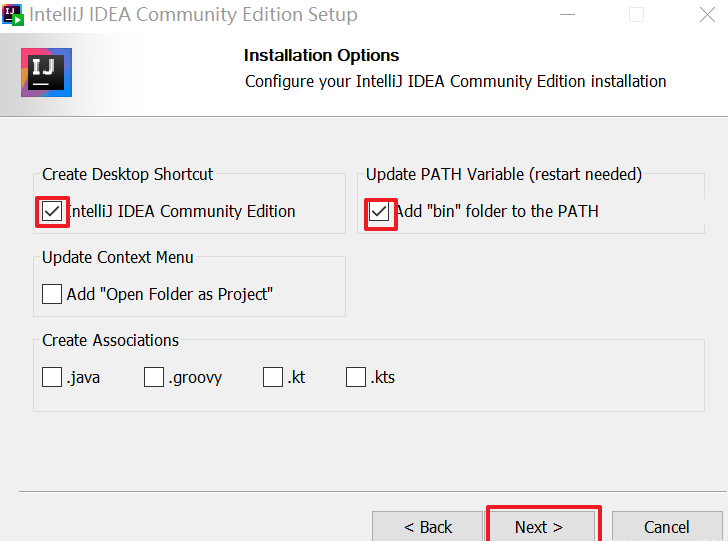 IntelliJ IDEA Community Edition Setup
IJ
Installation Options
Configure your IntelliJ IDEA Community Edition installation
Create Desktop Shortcut
IntelliJ IDEA Community Edition
Update PATH Variable (restart needed)
Add "bin" folder to the PATH
Update Context Menu
Add "Open Folder as Project"
Create Associations
.java .groovy .kt .kts
< Back Next > Cancel